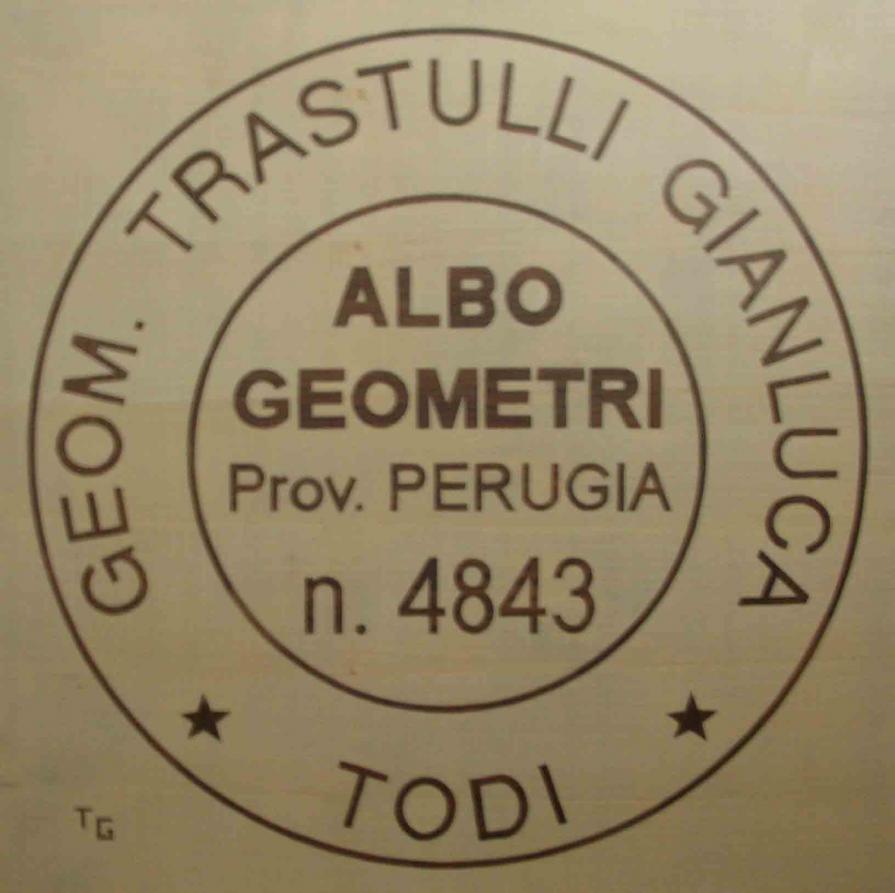 GEOM. TRASTULLI GIANLUCA
ALBO
GEOMETRI
Prov. PERUGIA
n. 4843
★ TODI ★
TG